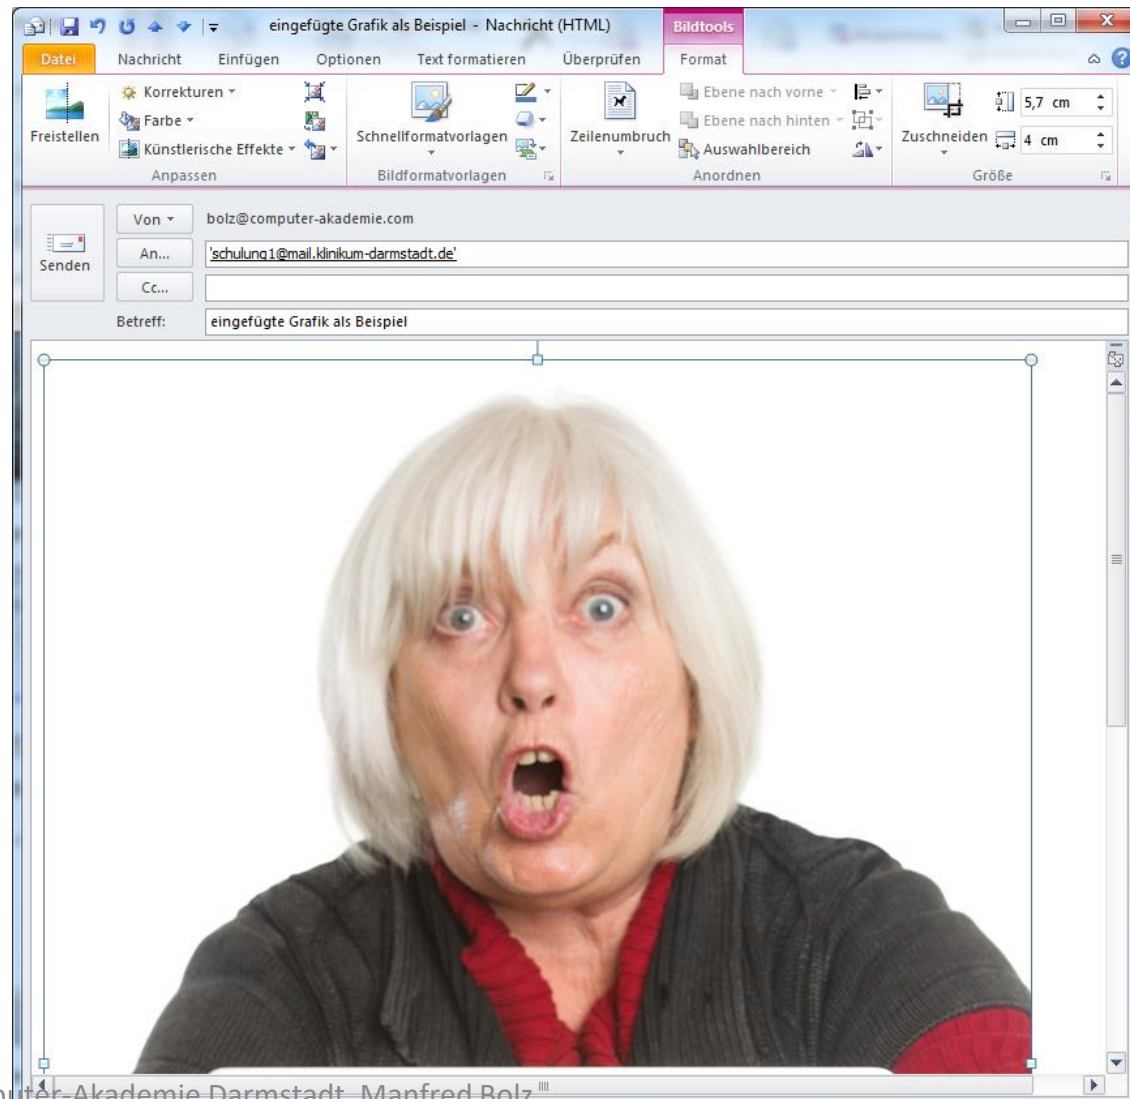 eingefügte Grafik als Beispiel - Nachricht (HTML) Bildtools
Datei Nachricht Einfügen Optionen Text formatieren Überprüfen Format
Freistellen
Korrekturen
Farbe
Künstlerische Effekte
Anpassen
Schnellformatvorlagen
Bildformatvorlagen
Zeilenumbruch
Ebene nach vorne
Ebene nach hinten
Auswahlbereich
Anordnen
Zuschneiden
5,7 cm
4 cm
Größe
Senden
Von bolz@computer-akademie.com
An... 'schulung1@mail.klinikum-darmstadt.de'
Cc...
Betreff: eingefügte Grafik als Beispiel
Akademie Darmstadt, Manfred Bolz